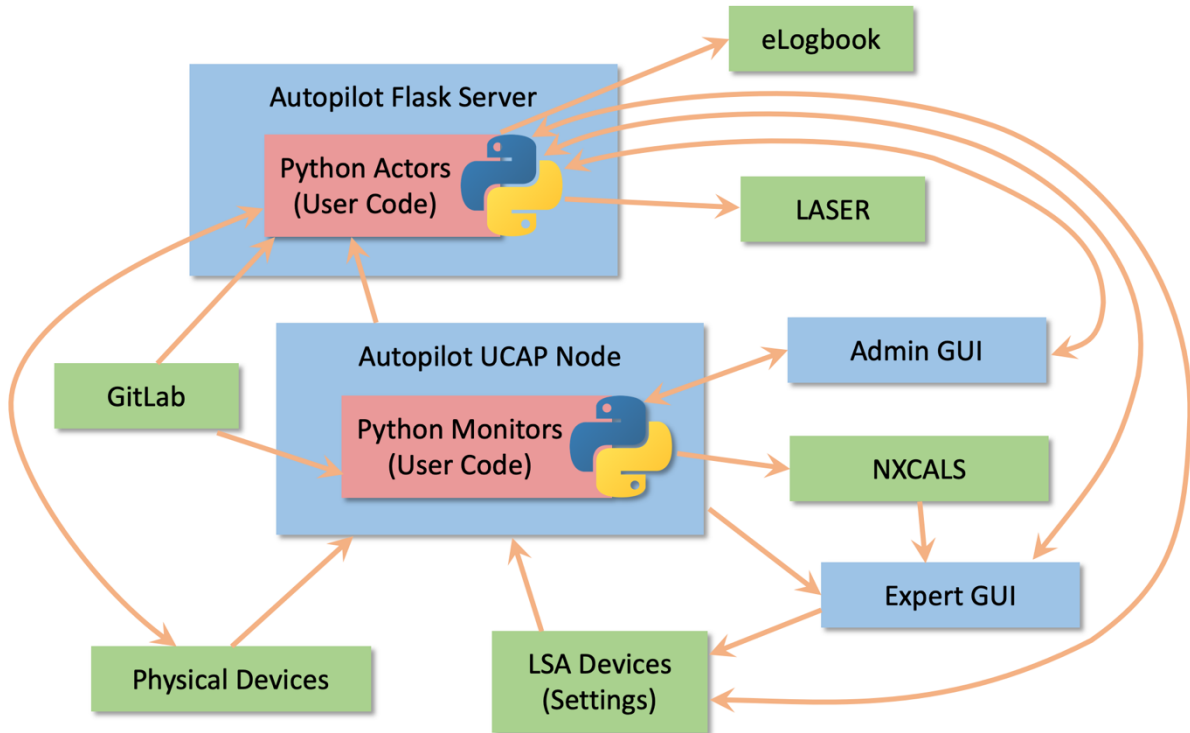 eLogbook
Autopilot Flask Server
Python Actors
(User Code)
LASER
Autopilot UCAP Node
Admin GUI
GitLab
Python Monitors
(User Code)
NXCALS
Expert GUI
Physical Devices
LSA Devices
(Settings)